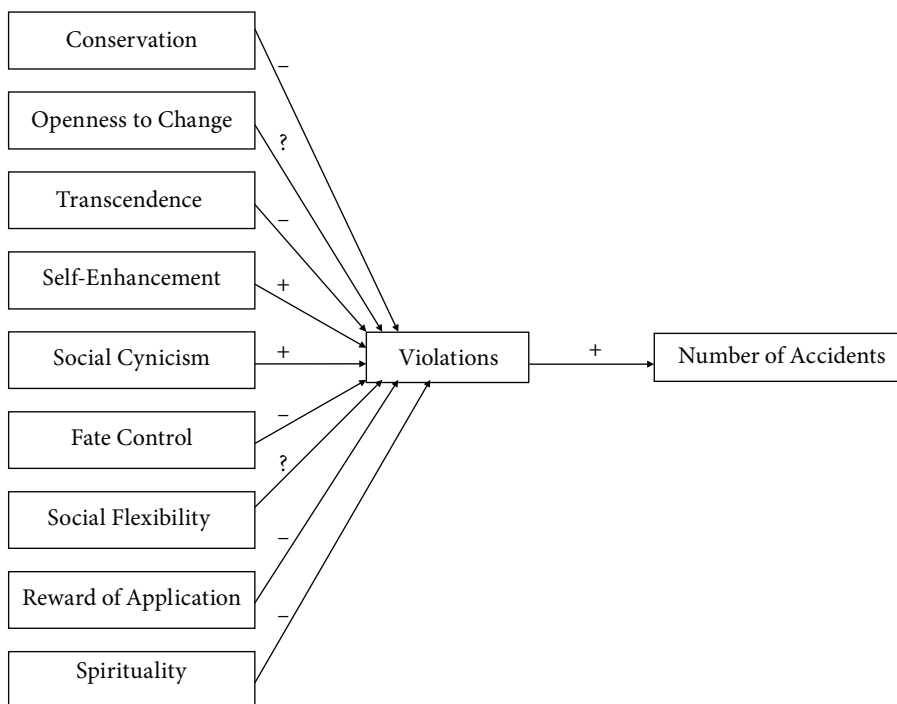 Conservation
−
Openness to Change
?
Transcendence
−
Self-Enhancement
+
Social Cynicism
+
Violations
+
Number of Accidents
Fate Control
−
?
Social Flexibility
−
Reward of Application
−
Spirituality